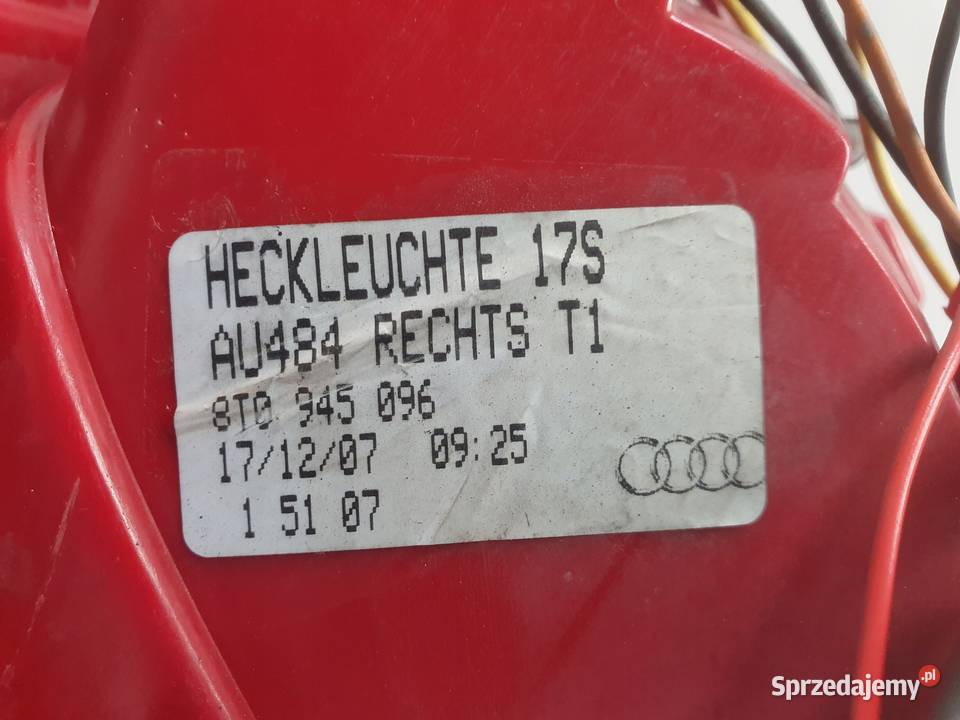 HECKLEUCHTE 17S
AU484 RECHTS T1
8T0 945 096
17/12/07 09:25
1 51 07
Sprzedajemy.pl